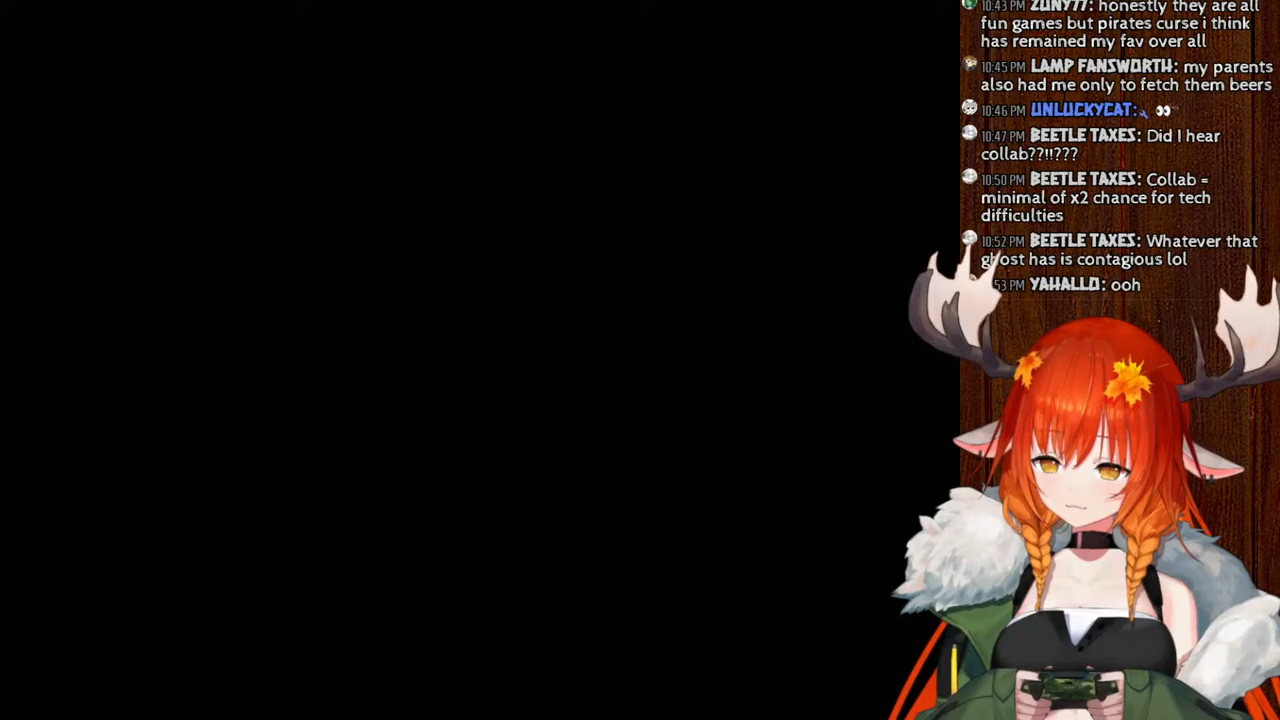 10:43 PM ZUNY77: honestly they are all
fun games but pirates curse i think
has remained my fav over all
10:45 PM LAMP FANSWORTH: my parents
also had me only to fetch them beers
10:46 PM UNLUCKYCAT: 👀
10:47 PM BEETLE TAXES: Did I hear
collab??!!???
10:50 PM BEETLE TAXES: Collab =
minimal of x2 chance for tech
difficulties
10:52 PM BEETLE TAXES: Whatever that
ghost has is contagious lol
53 PM YAHALLO: ooh